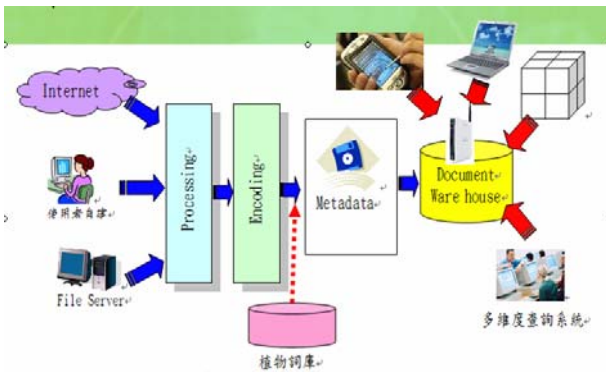 Internet
使用者自建
File Server
Processing
Encoding
植物詞庫
Metadata
Document
Ware house
多維度查詢系統